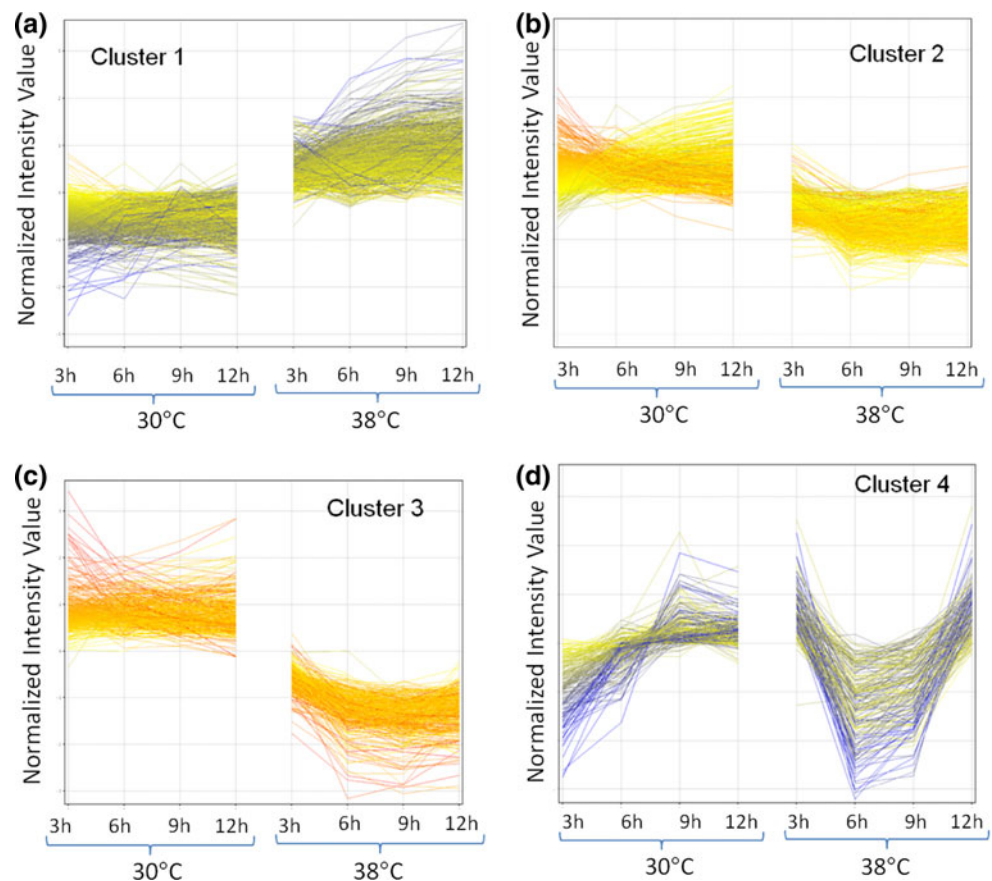 (a)
Cluster 1
Normalized Intensity Value
3h 6h 9h 12h 3h 6h 9h 12h
30°C 38°C
(b)
Cluster 2
Normalized Intensity Value
3h 6h 9h 12h 3h 6h 9h 12h
30°C 38°C
(c)
Cluster 3
Normalized Intensity Value
3h 6h 9h 12h 3h 6h 9h 12h
30°C 38°C
(d)
Cluster 4
Normalized Intensity Value
3h 6h 9h 12h 3h 6h 9h 12h
30°C 38°C